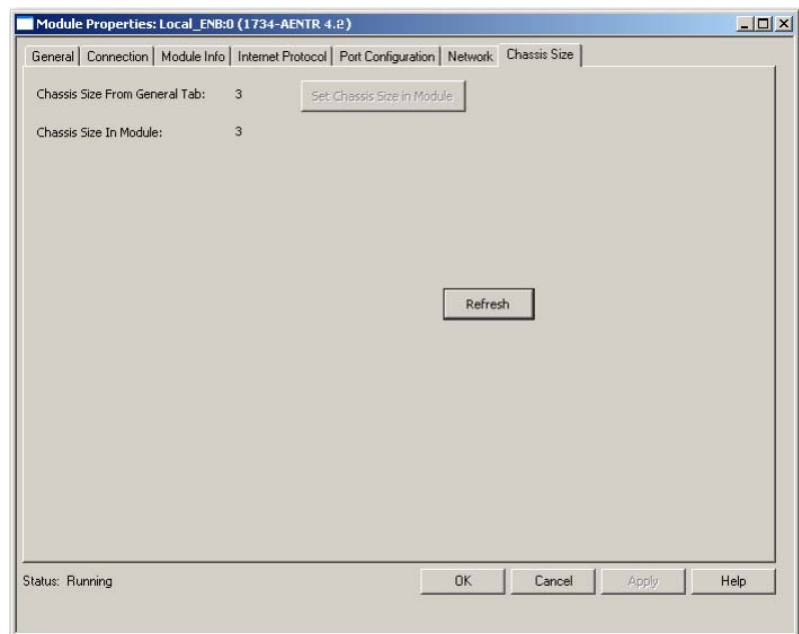 Module Properties: Local_ENB:0 (1734-AENTR 4.2)
General Connection Module Info Internet Protocol Port Configuration Network Chassis Size
Chassis Size From General Tab: 3 Set Chassis Size in Module
Chassis Size In Module: 3
Refresh
Status: Running OK Cancel Apply Help